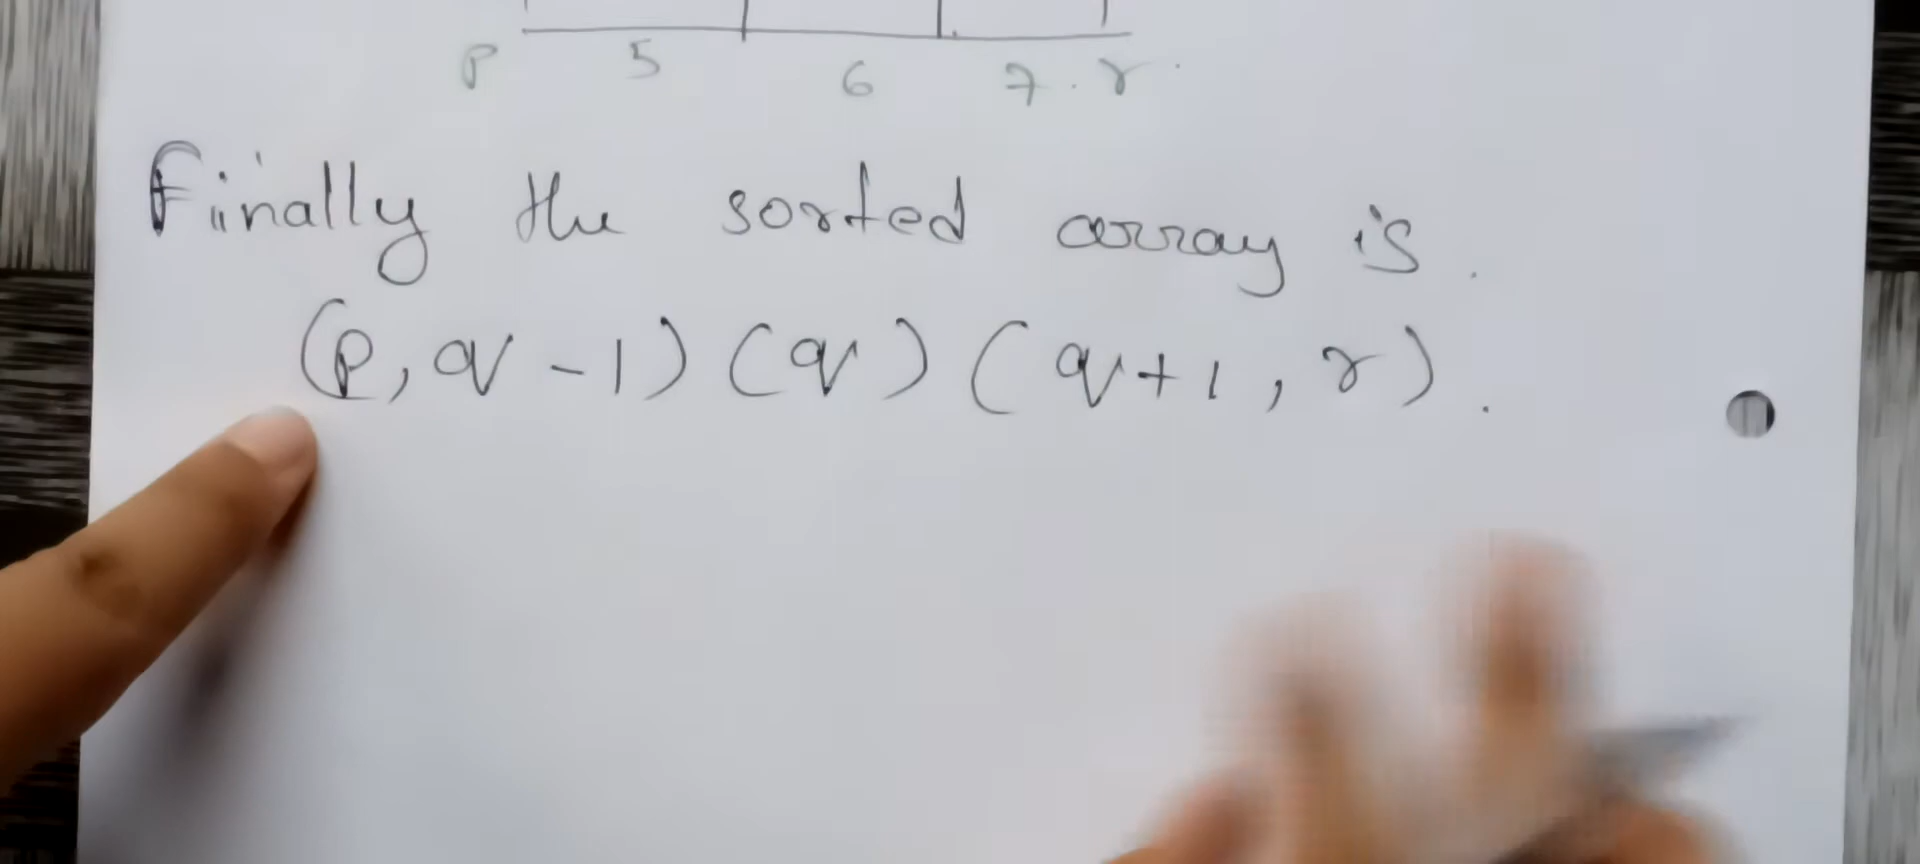 p 5 6 7. r.
Finally the sorted array is.
(p, q - 1) (q) (q+1, r).